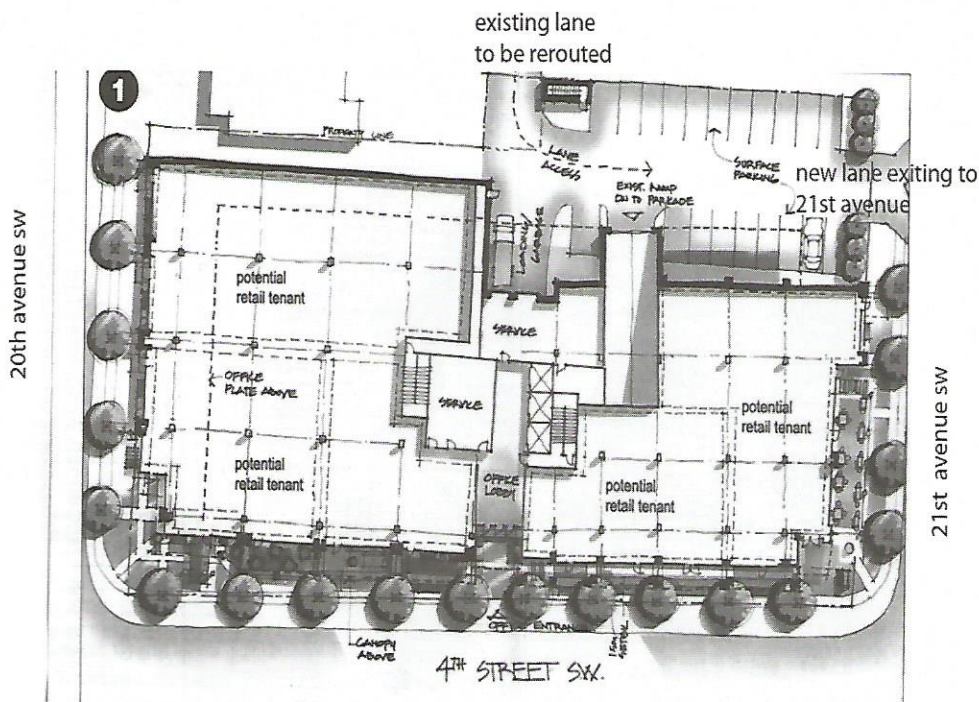 existing lane
to be rerouted
1
PROPERTY LINE
LANE
ACCESS
SURFACE
PARKING
EXIST. RAMP
DN TO PARKADE
new lane exiting to
21st avenue
LOADING
GARBAGE
20th avenue sw
potential
retail tenant
SERVICE
OFFICE
PLATE ABOVE
SERVICE
potential
retail tenant
potential
retail tenant
OFFICE
LOBBY
potential
retail tenant
21st avenue sw
OFFICE ENTRANCE
CANOPY
ABOVE
4TH STREET S.W.